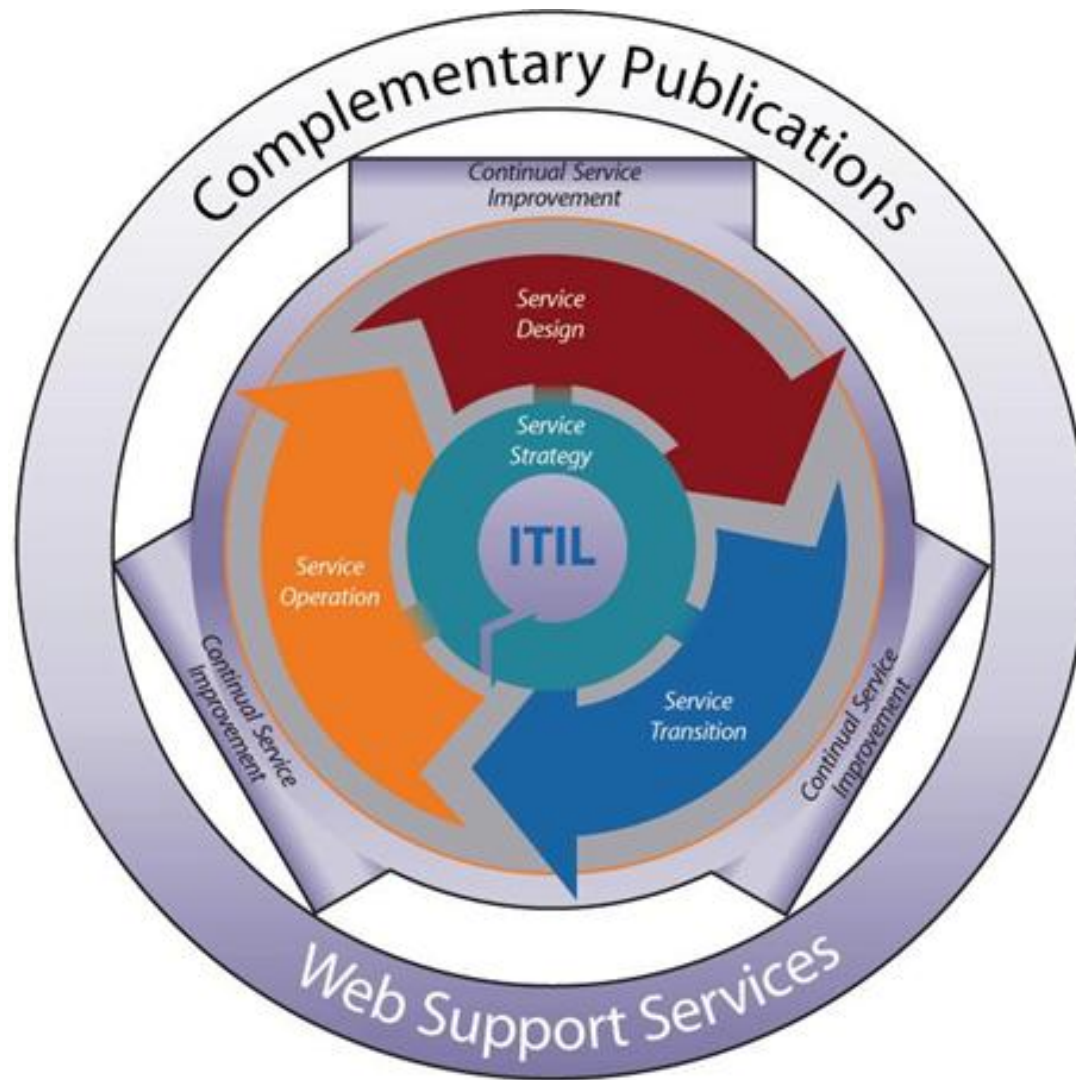 Complementary Publications
Continual Service
Improvement
Service
Design
Service
Strategy
ITIL
Service
Operation
Service
Transition
Continual Service
Improvement
Continual Service
Improvement
Web Support Services